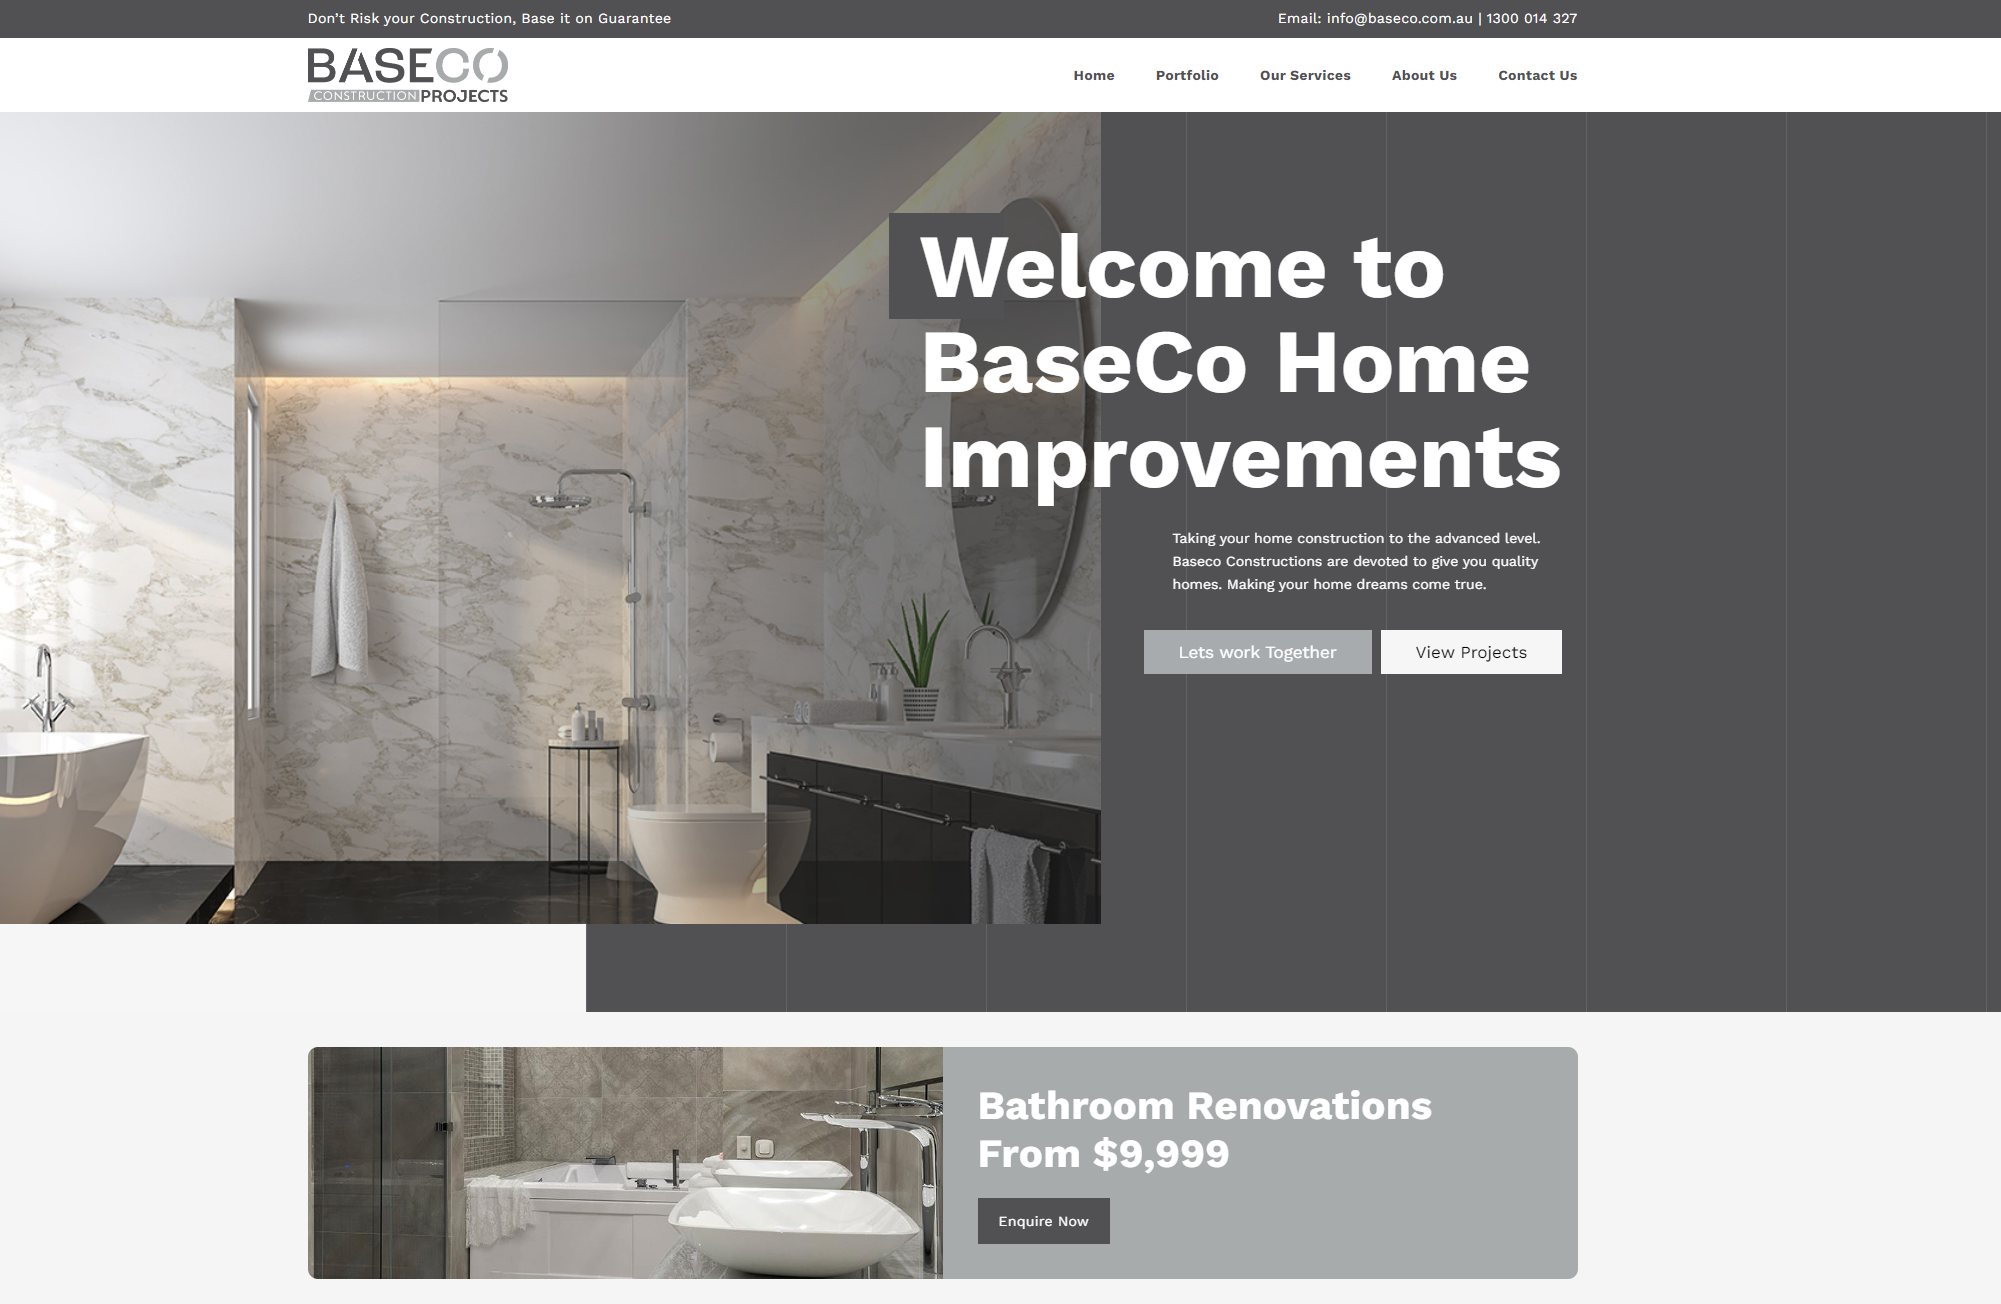 Don't Risk your Construction, Base it on Guarantee
Email: info@baseco.com.au | 1300 014 327
BASECO
CONSTRUCTION PROJECTS
Home
Portfolio
Our Services
About Us
Contact Us
Welcome to
BaseCo Home
Improvements
Taking your home construction to the advanced level.
Baseco Constructions are devoted to give you quality
homes. Making your home dreams come true.
Lets work Together
View Projects
Bathroom Renovations
From $9,999
Enquire Now